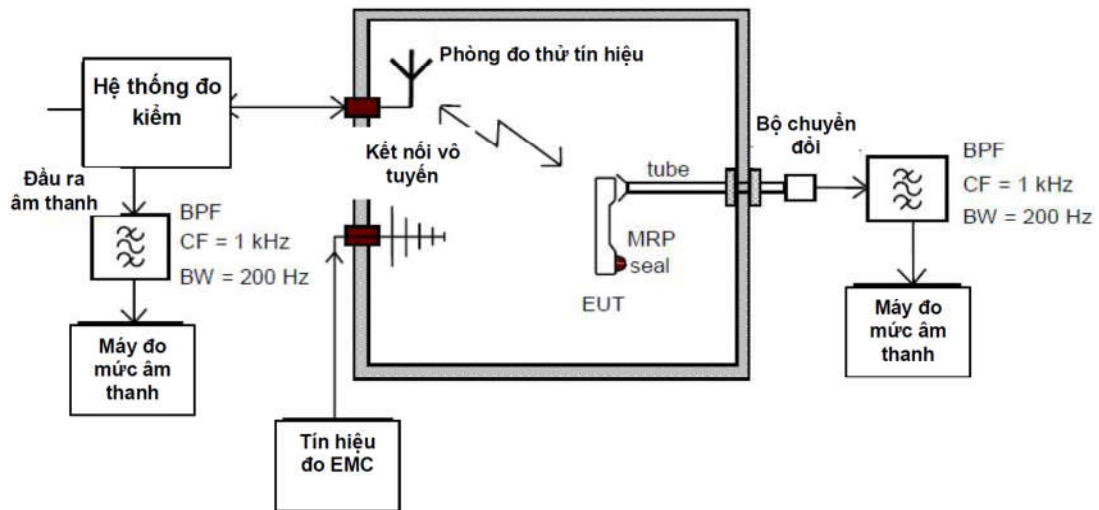 Hệ thống đo
kiểm
Đầu ra
âm thanh
BPF
CF = 1 kHz
BW = 200 Hz
Máy đo
mức âm
thanh
Phòng đo thử tín hiệu
Kết nối vô
tuyến
Tín hiệu
đo EMC
tube
MRP
seal
EUT
Bộ chuyển
đổi
BPF
CF = 1 kHz
BW = 200 Hz
Máy đo
mức âm
thanh